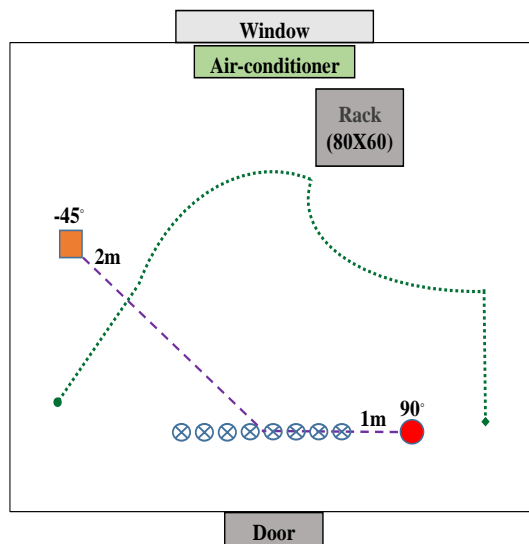 Window
Air-conditioner
Rack
(80X60)
-45°
2m
1m
90°
Door